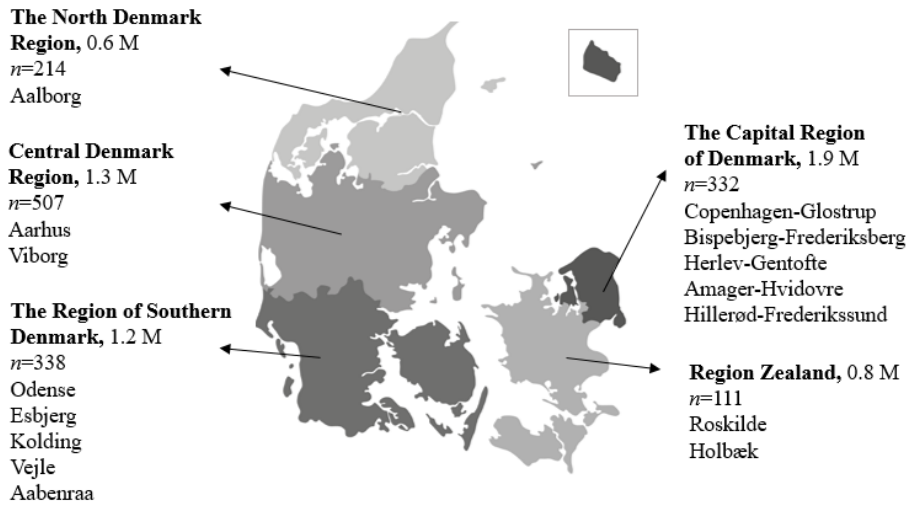 The North Denmark
Region, 0.6 M
n=214
Aalborg
Central Denmark
Region, 1.3 M
n=507
Aarhus
Viborg
The Region of Southern
Denmark, 1.2 M
n=338
Odense
Esbjerg
Kolding
Vejle
Aabenraa
The Capital Region
of Denmark, 1.9 M
n=332
Copenhagen-Glostrup
Bispebjerg-Frederiksberg
Herlev-Gentofte
Amager-Hvidovre
Hillerød-Frederikssund
Region Zealand, 0.8 M
n=111
Roskilde
Holbæk